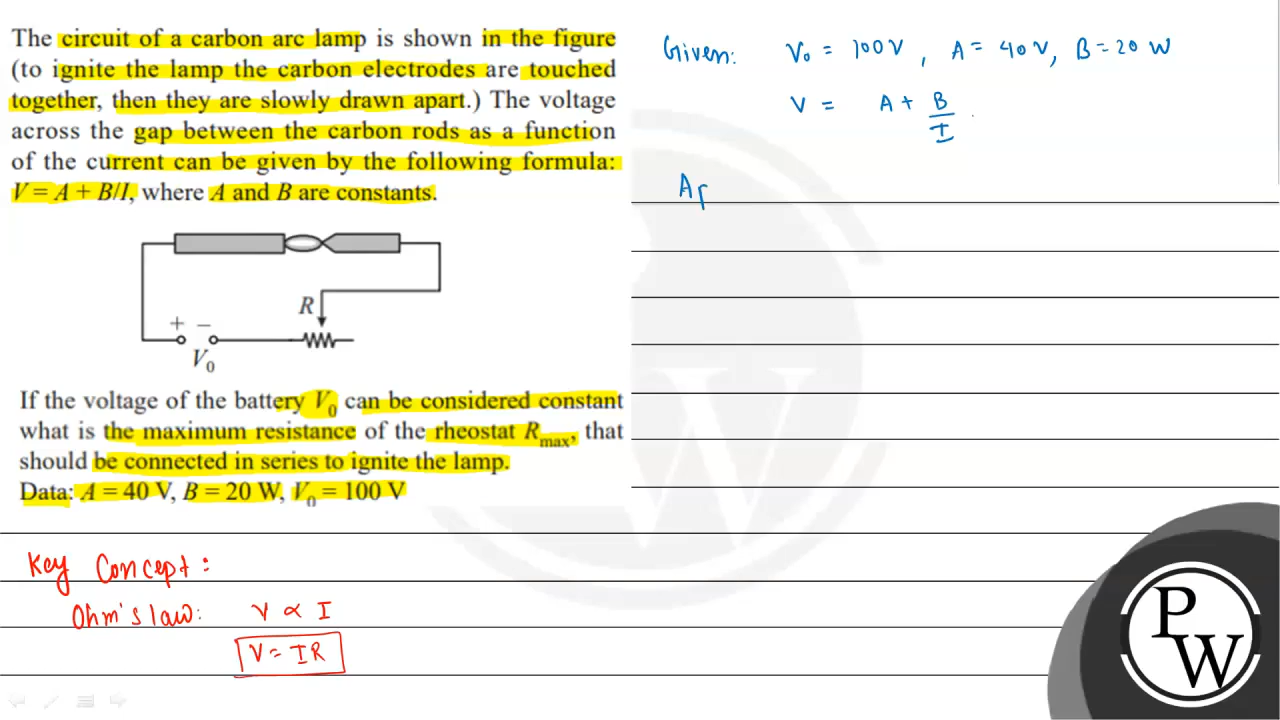 The circuit of a carbon arc lamp is shown in the figure
(to ignite the lamp the carbon electrodes are touched
together, then they are slowly drawn apart.) The voltage
across the gap between the carbon rods as a function
of the current can be given by the following formula:
V = A + B/I, where A and B are constants.
R
+ −
V₀
If the voltage of the battery V₀ can be considered constant
what is the maximum resistance of the rheostat Rmax, that
should be connected in series to ignite the lamp.
Data: A = 40 V, B = 20 W, V₀ = 100 V
Key Concept:
Ohm's law: V ∝ I
V = IR
Given: V₀ = 100V, A = 40V, B = 20 W
V = A + B/I
Ap
PW